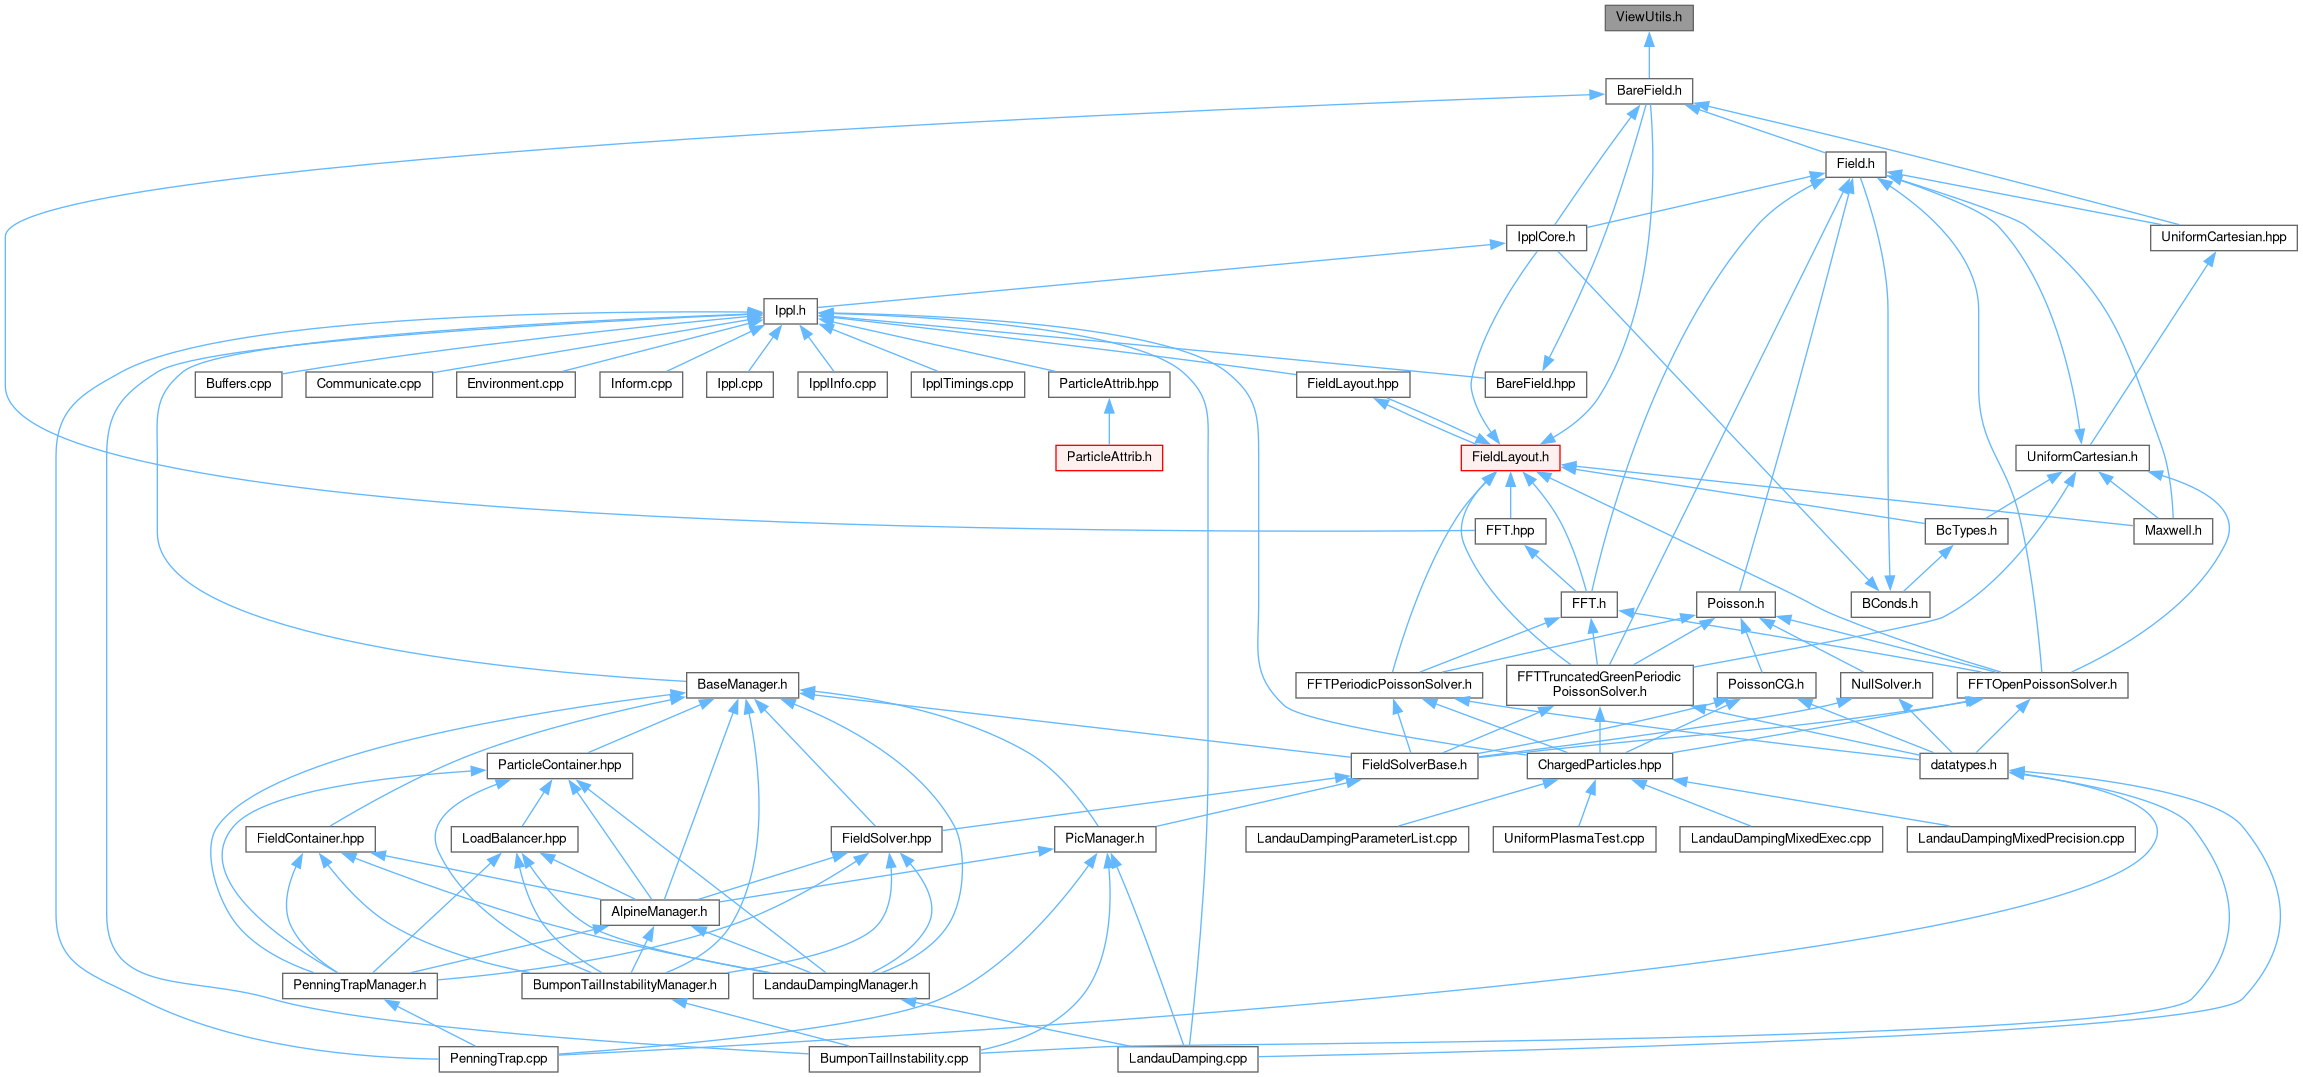 ViewUtils.h
BareField.h
Field.h
IpplCore.h
UniformCartesian.hpp
Ippl.h
Buffers.cpp
Communicate.cpp
Environment.cpp
Inform.cpp
Ippl.cpp
IpplInfo.cpp
IpplTimings.cpp
ParticleAttrib.hpp
FieldLayout.hpp
BareField.hpp
ParticleAttrib.h
FieldLayout.h
UniformCartesian.h
FFT.hpp
BcTypes.h
Maxwell.h
FFT.h
Poisson.h
BConds.h
BaseManager.h
FFTPeriodicPoissonSolver.h
FFTTruncatedGreenPeriodic
PoissonSolver.h
PoissonCG.h
NullSolver.h
FFTOpenPoissonSolver.h
ParticleContainer.hpp
FieldSolverBase.h
ChargedParticles.hpp
datatypes.h
FieldContainer.hpp
LoadBalancer.hpp
FieldSolver.hpp
PicManager.h
LandauDampingParameterList.cpp
UniformPlasmaTest.cpp
LandauDampingMixedExec.cpp
LandauDampingMixedPrecision.cpp
AlpineManager.h
PenningTrapManager.h
BumponTailInstabilityManager.h
LandauDampingManager.h
PenningTrap.cpp
BumponTailInstability.cpp
LandauDamping.cpp